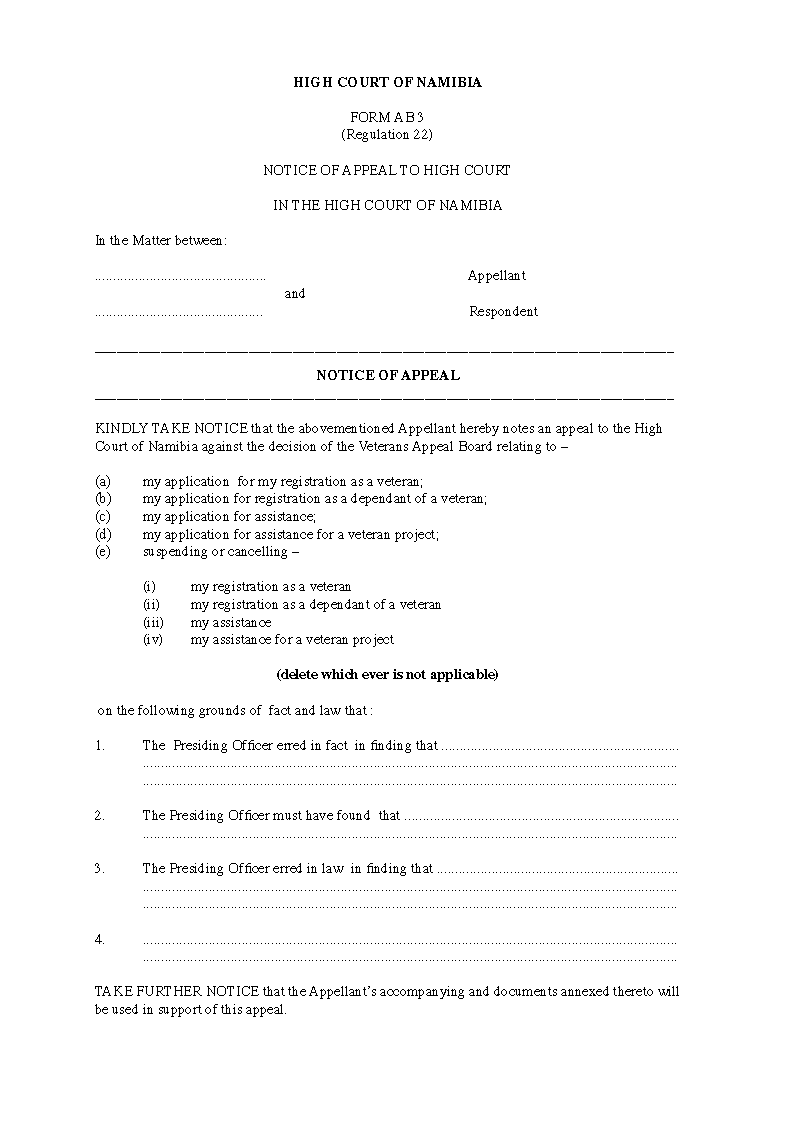 HIGH COURT OF NAMIBIA
FORM AB 3
(Regulation 22)
NOTICE OF APPEAL TO HIGH COURT
IN THE HIGH COURT OF NAMIBIA
In the Matter between:
............................................... Appellant
and
.............................................. Respondent
NOTICE OF APPEAL
KINDLY TAKE NOTICE that the abovementioned Appellant hereby notes an appeal to the High
Court of Namibia against the decision of the Veterans Appeal Board relating to –
(a) my application for my registration as a veteran;
(b) my application for registration as a dependant of a veteran;
(c) my application for assistance;
(d) my application for assistance for a veteran project;
(e) suspending or cancelling –
(i) my registration as a veteran
(ii) my registration as a dependant of a veteran
(iii) my assistance
(iv) my assistance for a veteran project
(delete which ever is not applicable)
on the following grounds of fact and law that :
1. The Presiding Officer erred in fact in finding that .................................................................
2. The Presiding Officer must have found that ...........................................................................
3. The Presiding Officer erred in law in finding that ..................................................................
4. ..................................................................................................................................................
TAKE FURTHER NOTICE that the Appellant’s accompanying and documents annexed thereto will
be used in support of this appeal.